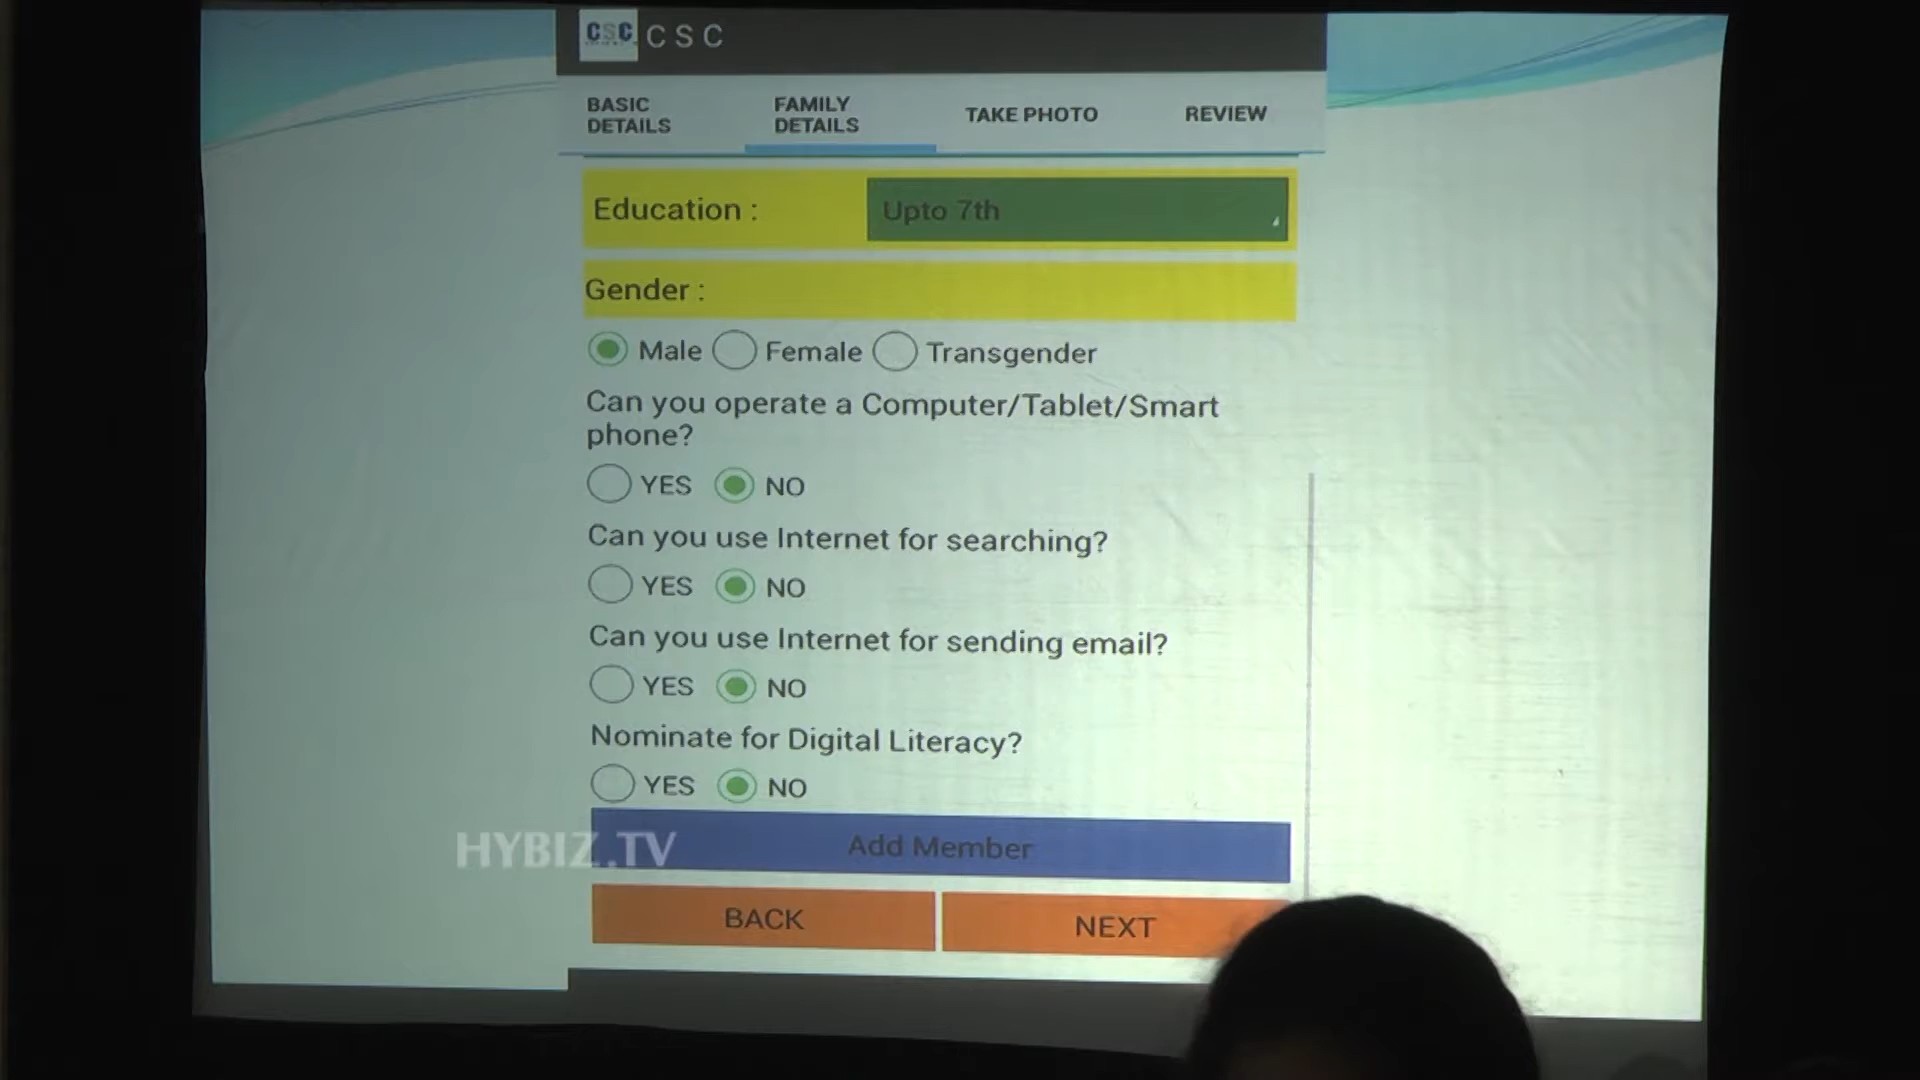 CSC CSC
BASIC DETAILS
FAMILY DETAILS
TAKE PHOTO
REVIEW
Education :
Upto 7th
Gender :
Male Female Transgender
Can you operate a Computer/Tablet/Smart
phone?
YES NO
Can you use Internet for searching?
YES NO
Can you use Internet for sending email?
YES NO
Nominate for Digital Literacy?
YES NO
Add Member
HYBIZ.TV
BACK
NEXT